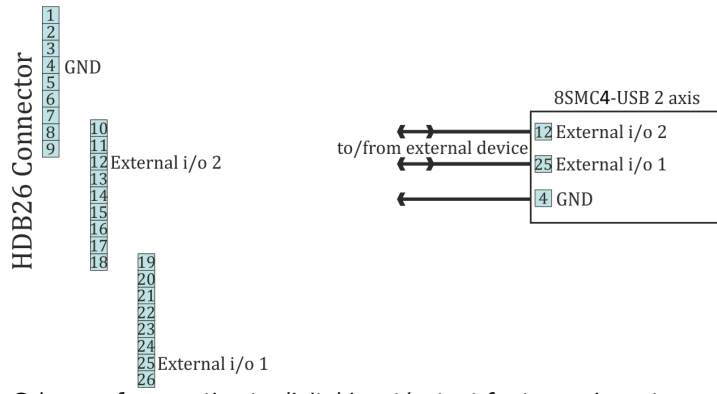 HDB26 Connector
1
2
3
4 GND
5
6
7
8
9
10
11
12 External i/o 2
13
14
15
16
17
18
19
20
21
22
23
24
25 External i/o 1
26
8SMC4-USB 2 axis
12 External i/o 2
to/from external device
25 External i/o 1
4 GND